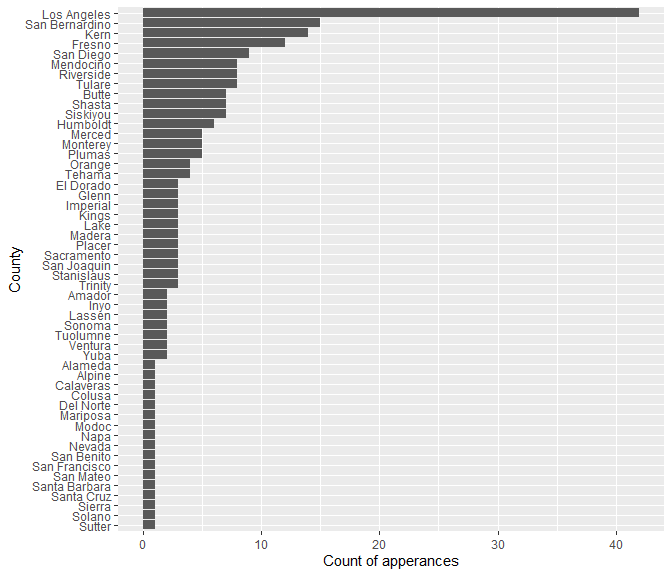 Los Angeles
San Bernardino
Kern
Fresno
San Diego
Mendocino
Riverside
Tulare
Butte
Shasta
Siskiyou
Humboldt
Merced
Monterey
Plumas
Orange
Tehama
El Dorado
Glenn
Imperial
Kings
Lake
Madera
Placer
Sacramento
San Joaquin
Stanislaus
Trinity
Amador
Inyo
Lassen
Sonoma
Tuolumne
Ventura
Yuba
Alameda
Alpine
Calaveras
Colusa
Del Norte
Mariposa
Modoc
Napa
Nevada
San Benito
San Francisco
San Mateo
Santa Barbara
Santa Cruz
Sierra
Solano
Sutter
County
0 10 20 30 40
Count of apperances